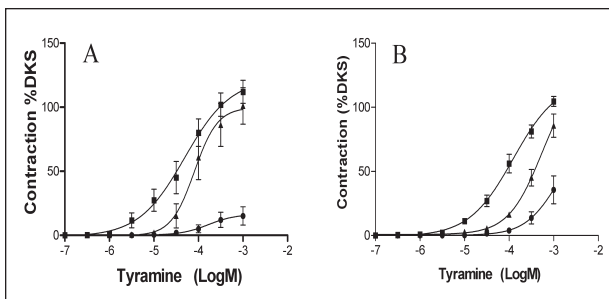 A
Contraction %DKS
150
100
50
0
-7 -6 -5 -4 -3 -2
Tyramine (LogM)
B
Contraction (%DKS)
150
100
50
0
-7 -6 -5 -4 -3 -2
Tyramine (LogM)